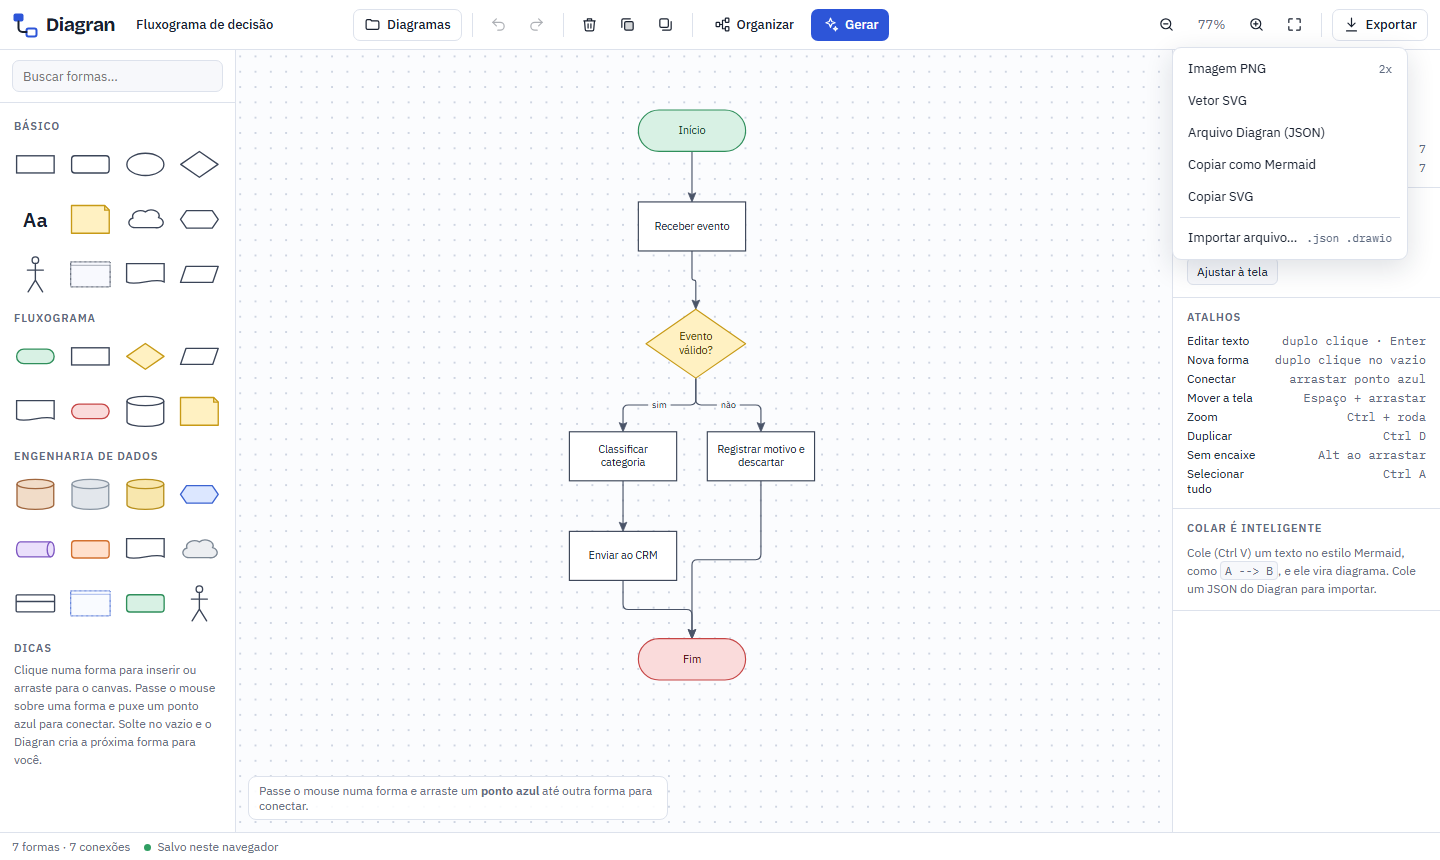 Diagran
Fluxograma de decisão
Diagramas
Organizar
Gerar
77%
Exportar
Buscar formas...
BÁSICO
Aa
FLUXOGRAMA
ENGENHARIA DE DADOS
DICAS
Clique numa forma para inserir ou
arraste para o canvas. Passe o mouse
sobre uma forma e puxe um ponto
azul para conectar. Solte no vazio e o
Diagran cria a próxima forma para
você.
Início
Receber evento
Evento
válido?
sim
não
Classificar
categoria
Registrar motivo e
descartar
Enviar ao CRM
Fim
Passe o mouse numa forma e arraste um ponto azul até outra forma para
conectar.
Imagem PNG 2x
Vetor SVG
Arquivo Diagran (JSON)
Copiar como Mermaid
Copiar SVG
Importar arquivo... .json .drawio
7
7
Ajustar à tela
ATALHOS
Editar texto duplo clique · Enter
Nova forma duplo clique no vazio
Conectar arrastar ponto azul
Mover a tela Espaço + arrastar
Zoom Ctrl + roda
Duplicar Ctrl D
Sem encaixe Alt ao arrastar
Selecionar Ctrl A
tudo
COLAR É INTELIGENTE
Cole (Ctrl V) um texto no estilo Mermaid,
como A --> B, e ele vira diagrama. Cole
um JSON do Diagran para importar.
7 formas · 7 conexões
Salvo neste navegador